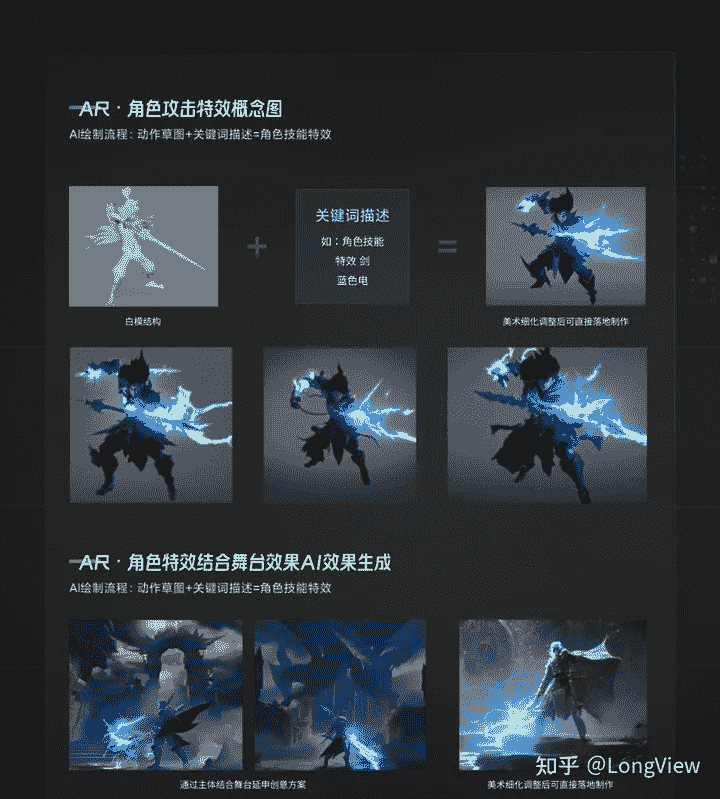 AR · 角色攻击特效概念图
AI绘制流程：动作草图+关键词描述=角色技能特效
+
关键词描述
如：角色技能
特效 剑
蓝色电
=
白模结构
美术细化调整后可直接落地制作
AR · 角色特效结合舞台效果AI效果生成
AI绘制流程：动作草图+关键词描述=角色技能特效
通过主体结合舞台延申创意方案
美术细化调整后可直接落地制作
知乎 @LongView